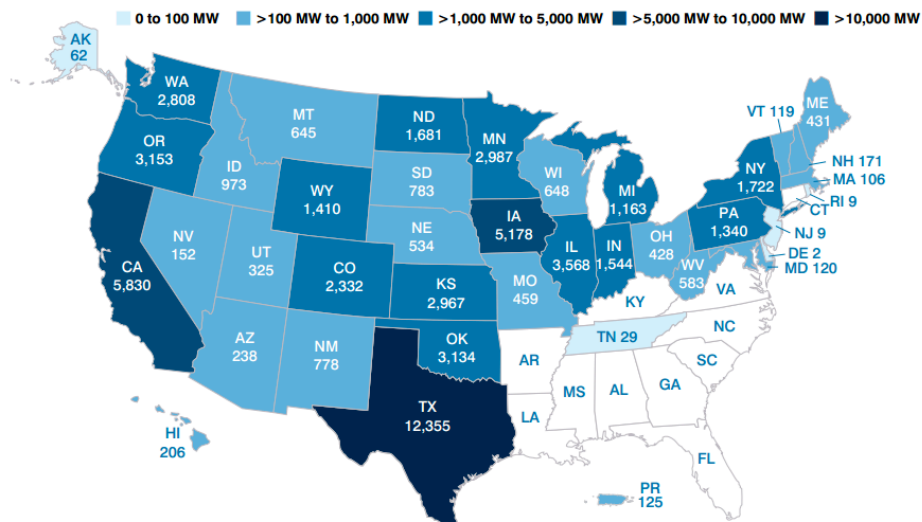 0 to 100 MW
>100 MW to 1,000 MW
>1,000 MW to 5,000 MW
>5,000 MW to 10,000 MW
>10,000 MW
AK
62
WA
2,808
OR
3,153
CA
5,830
NV
152
ID
973
MT
645
WY
1,410
UT
325
AZ
238
CO
2,332
NM
778
ND
1,681
SD
783
NE
534
KS
2,967
OK
3,134
TX
12,355
MN
2,987
IA
5,178
MO
459
AR
LA
WI
648
IL
3,568
MI
1,163
IN
1,544
OH
428
KY
TN 29
MS
AL
GA
FL
SC
NC
VA
WV
583
PA
1,340
NY
1,722
VT 119
ME
431
NH 171
MA 106
RI 9
CT
NJ 9
DE 2
MD 120
HI
206
PR
125